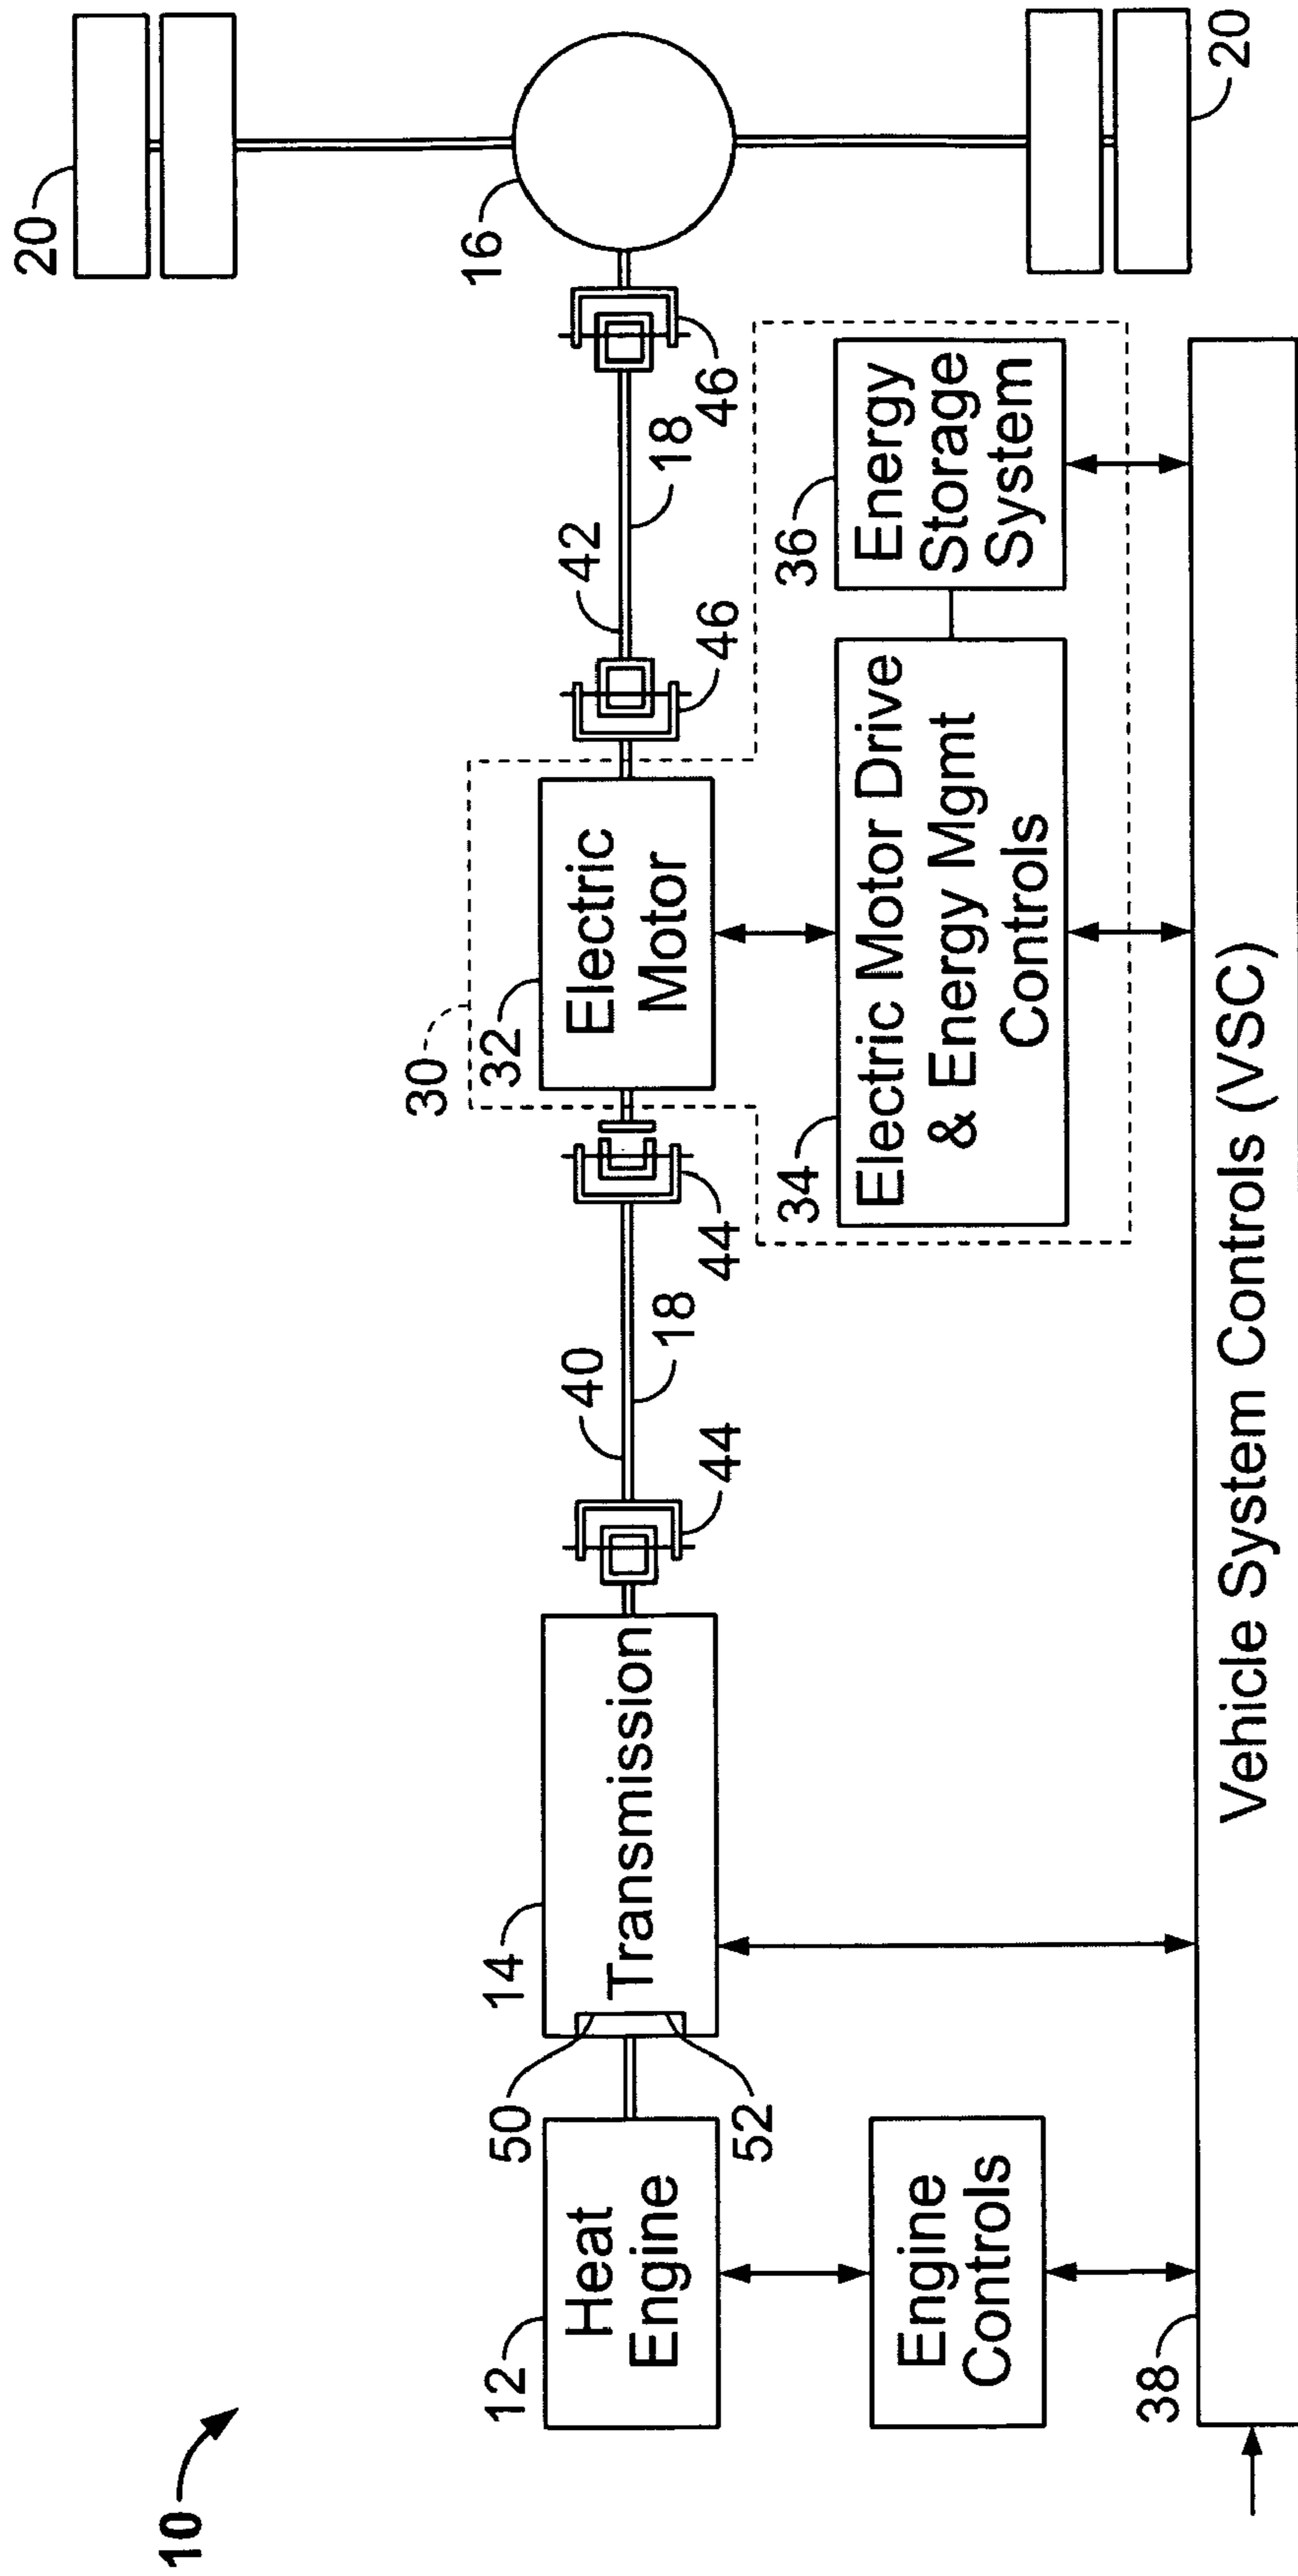 10
20
16
20
46
18
42
46
30
32
Electric
Motor
36
Energy
Storage
System
34
Electric Motor Drive
& Energy Mgmt
Controls
44
18
40
44
14
Transmission
50
52
12
Heat
Engine
Engine
Controls
38
Vehicle System Controls (VSC)